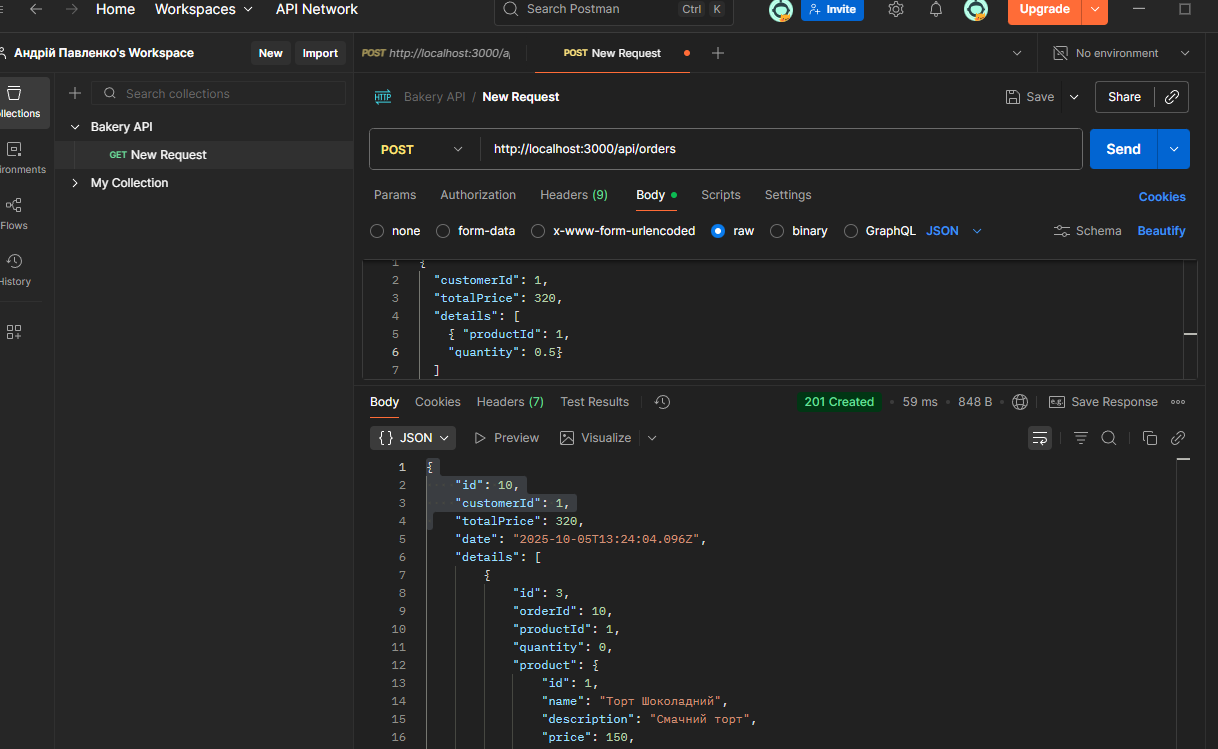 Home Workspaces API Network Search Postman Ctrl K Invite Upgrade
Андрій Павленко's Workspace New Import POST http://localhost:3000/a POST New Request No environment
Search collections
Bakery API / New Request Save Share
llections
Bakery API
GET New Request
My Collection
ironments
Flows
History
POST http://localhost:3000/api/orders Send
Params Authorization Headers (9) Body Scripts Settings Cookies
none form-data x-www-form-urlencoded raw binary GraphQL JSON Schema Beautify
1 {
2 "customerId": 1,
3 "totalPrice": 320,
4 "details": [
5 { "productId": 1,
6 "quantity": 0.5}
7 ]
Body Cookies Headers (7) Test Results 201 Created 59 ms 848 B e.g. Save Response
{} JSON Preview Visualize
1 {
2 "id": 10,
3 "customerId": 1,
4 "totalPrice": 320,
5 "date": "2025-10-05T13:24:04.096Z",
6 "details": [
7 {
8 "id": 3,
9 "orderId": 10,
10 "productId": 1,
11 "quantity": 0,
12 "product": {
13 "id": 1,
14 "name": "Торт Шоколадний",
15 "description": "Смачний торт",
16 "price": 150,